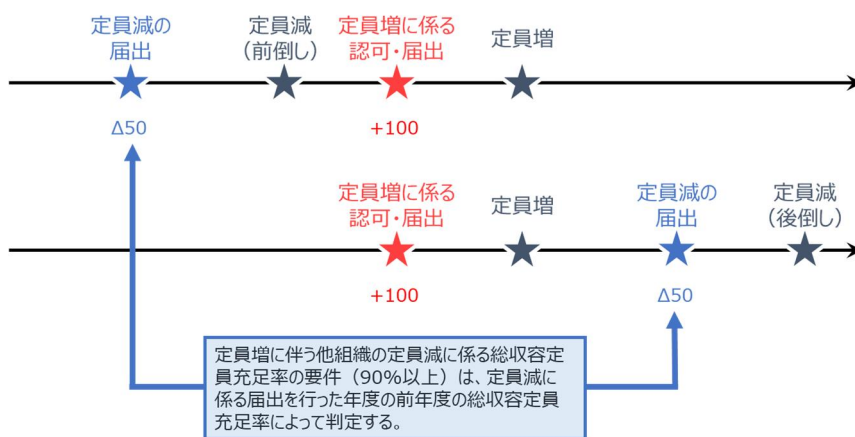 定員減の
届出
定員減
（前倒し）
定員増に係る
認可・届出
定員増
Δ50
+100
定員増に係る
認可・届出
定員増
定員減の
届出
定員減
（後倒し）
+100
Δ50
定員増に伴う他組織の定員減に係る総収容定
員充足率の要件（90%以上）は、定員減に
係る届出を行った年度の前年度の総収容定員
充足率によって判定する。